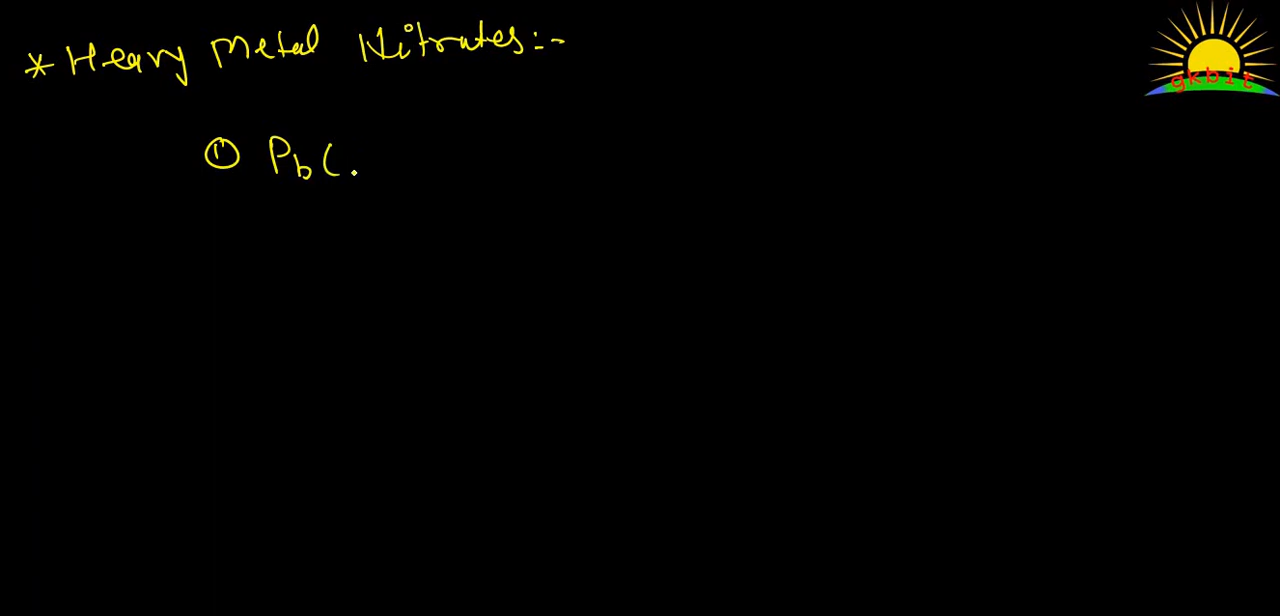 * Heavy Metal Nitrates:-
gkbit
① Pb(